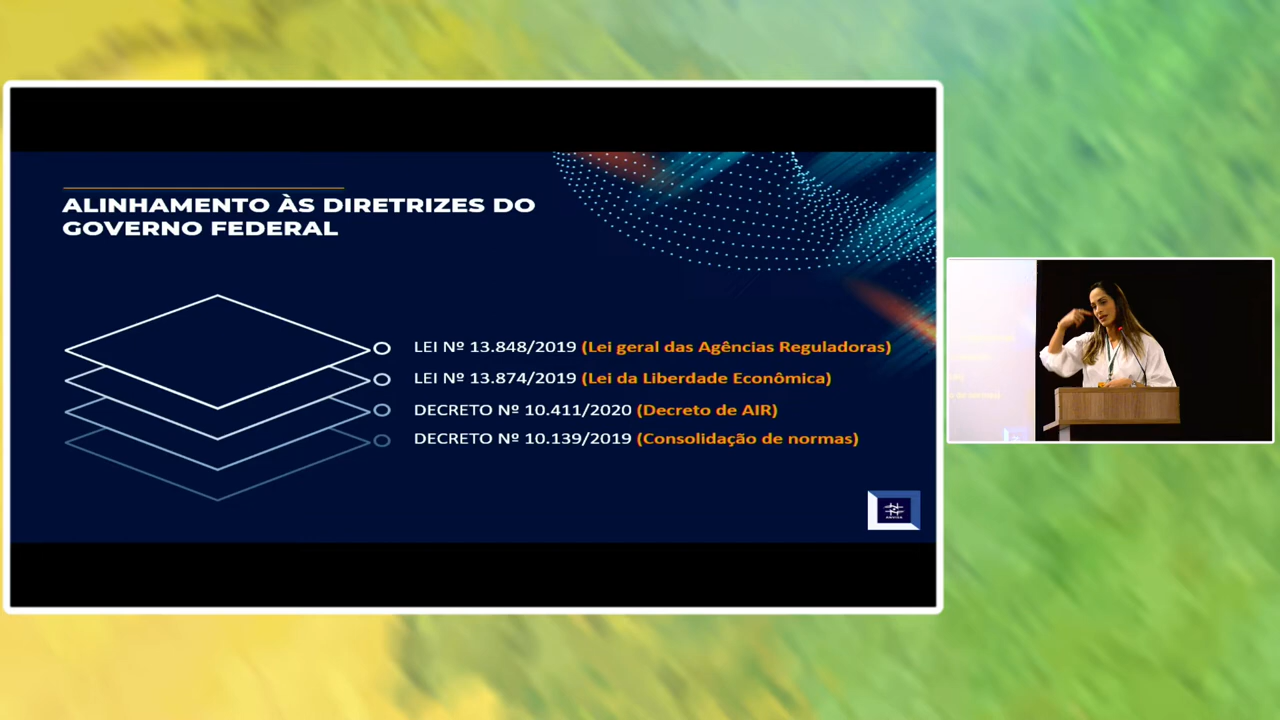 ALINHAMENTO ÀS DIRETRIZES DO
GOVERNO FEDERAL
LEI Nº 13.848/2019 (Lei geral das Agências Reguladoras)
LEI Nº 13.874/2019 (Lei da Liberdade Econômica)
DECRETO Nº 10.411/2020 (Decreto de AIR)
DECRETO Nº 10.139/2019 (Consolidação de normas)